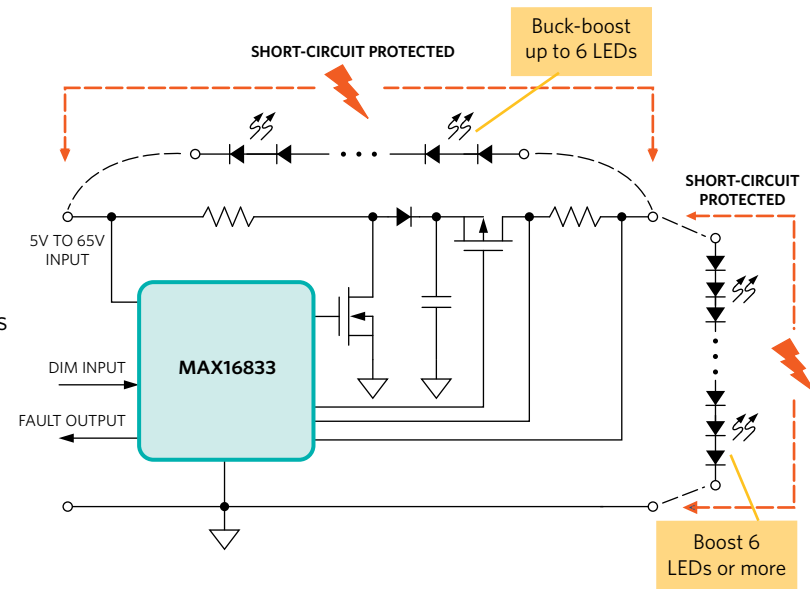 Buck-boost
up to 6 LEDs
SHORT-CIRCUIT PROTECTED
SHORT-CIRCUIT
PROTECTED
5V TO 65V
INPUT
s
MAX16833
DIM INPUT
FAULT OUTPUT
Boost 6
LEDs or more